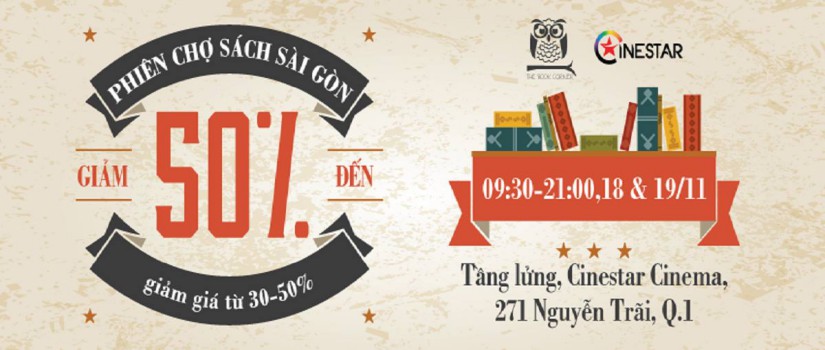 PHIÊN CHỢ SÁCH SÀI GÒN
GIẢM 50% ĐẾN
giảm giá từ 30-50%
THE BOOK CORNER
CINESTAR
09:30-21:00,18 & 19/11
Tâng lửng, Cinestar Cinema,
271 Nguyễn Trãi, Q.1